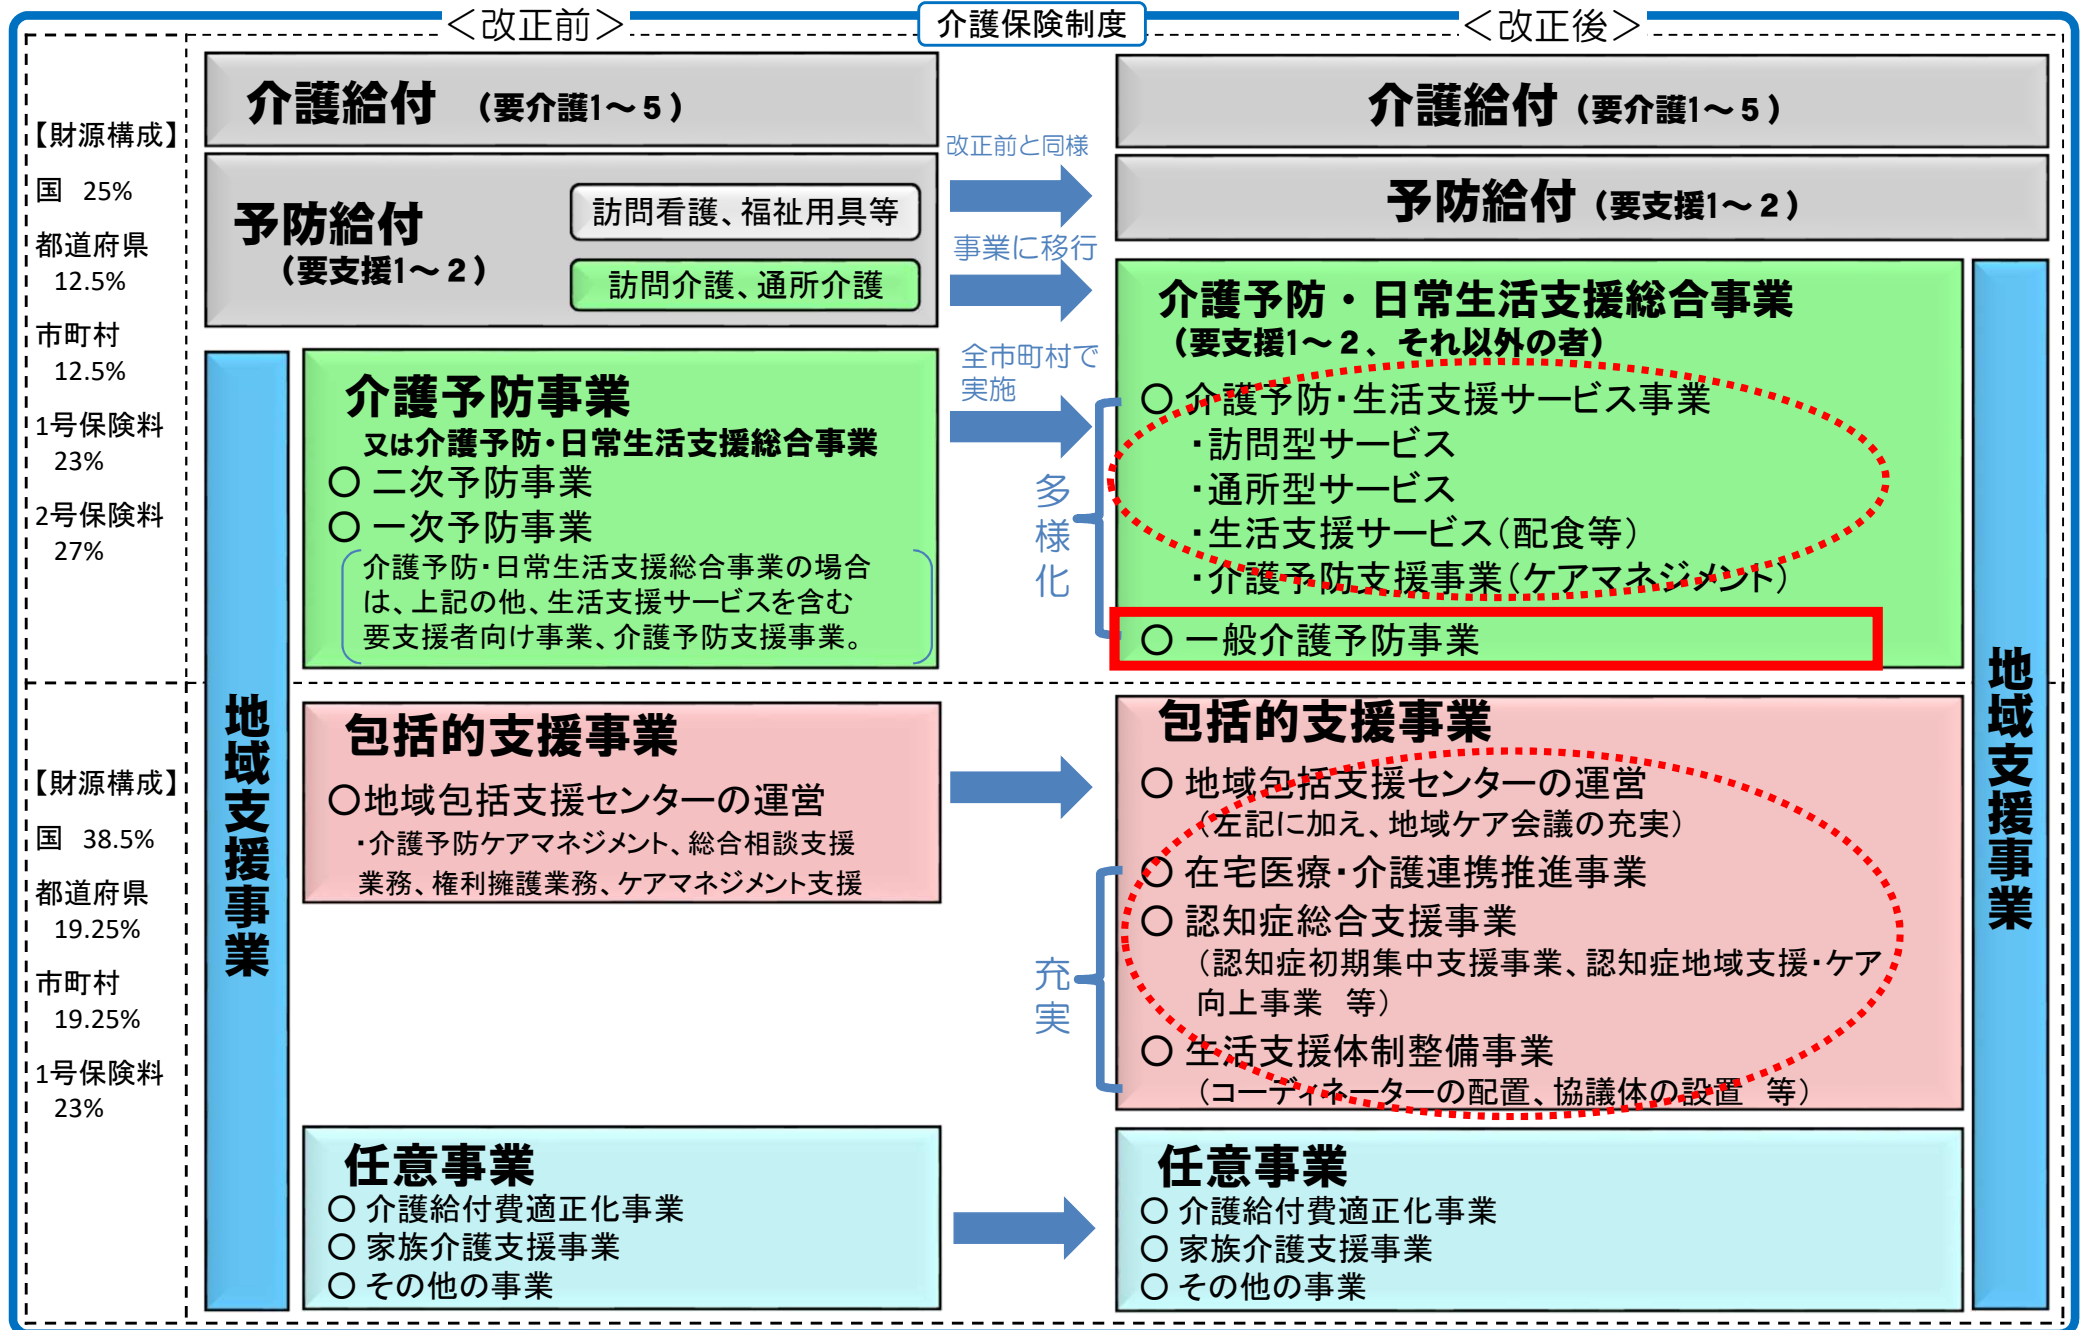 ＜改正前＞
介護保険制度
＜改正後＞
【財源構成】
国 25%
都道府県
12.5%
市町村
12.5%
1号保険料
23%
2号保険料
27%
【財源構成】
国 38.5%
都道府県
19.25%
市町村
19.25%
1号保険料
23%
介護給付 （要介護1～５）
予防給付
（要支援1～２）
訪問看護、福祉用具等
訪問介護、通所介護
地域支援事業
介護予防事業
又は介護予防・日常生活支援総合事業
○ 二次予防事業
○ 一次予防事業
介護予防・日常生活支援総合事業の場合
は、上記の他、生活支援サービスを含む
要支援者向け事業、介護予防支援事業。
包括的支援事業
○地域包括支援センターの運営
・介護予防ケアマネジメント、総合相談支援
業務、権利擁護業務、ケアマネジメント支援
任意事業
○ 介護給付費適正化事業
○ 家族介護支援事業
○ その他の事業
改正前と同様
事業に移行
全市町村で
実施
多様化
充実
介護給付（要介護1～５）
予防給付（要支援1～２）
介護予防・日常生活支援総合事業
（要支援1～２、それ以外の者）
○ 介護予防・生活支援サービス事業
・訪問型サービス
・通所型サービス
・生活支援サービス（配食等）
・介護予防支援事業（ケアマネジメント）
○ 一般介護予防事業
包括的支援事業
○ 地域包括支援センターの運営
（左記に加え、地域ケア会議の充実）
○ 在宅医療・介護連携推進事業
○ 認知症総合支援事業
（認知症初期集中支援事業、認知症地域支援・ケア
向上事業 等）
○ 生活支援体制整備事業
（コーディネーターの配置、協議体の設置 等）
任意事業
○ 介護給付費適正化事業
○ 家族介護支援事業
○ その他の事業
地域支援事業